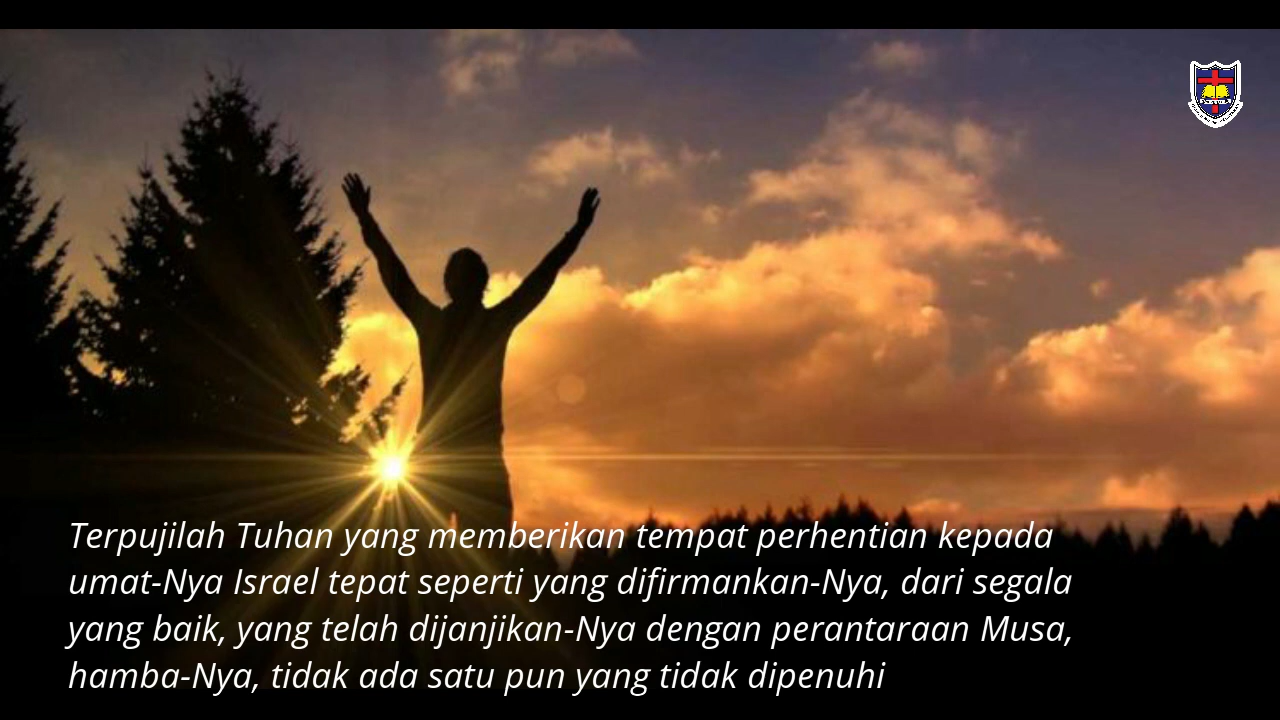 Terpujilah Tuhan yang memberikan tempat perhentian kepada
umat-Nya Israel tepat seperti yang difirmankan-Nya, dari segala
yang baik, yang telah dijanjikan-Nya dengan perantaraan Musa,
hamba-Nya, tidak ada satu pun yang tidak dipenuhi